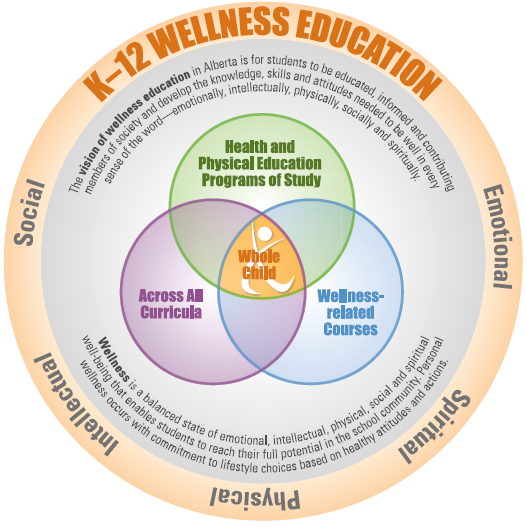 K–12 WELLNESS EDUCATION
The vision of wellness education in Alberta is for students to be educated, informed and contributing
members of society and develop the knowledge, skills and attitudes needed to be well in every
sense of the word—emotionally, intellectually, physically, socially and spiritually.
Health and
Physical Education
Programs of Study
Social
Emotional
Whole
Child
Across All
Curricula
Wellness-
related
Courses
Wellness is a balanced state of emotional, intellectual, physical, social and spiritual
well-being that enables students to reach their full potential in the school community. Personal
wellness occurs with commitment to lifestyle choices based on healthy attitudes and actions.
Intellectual
Spiritual
Physical